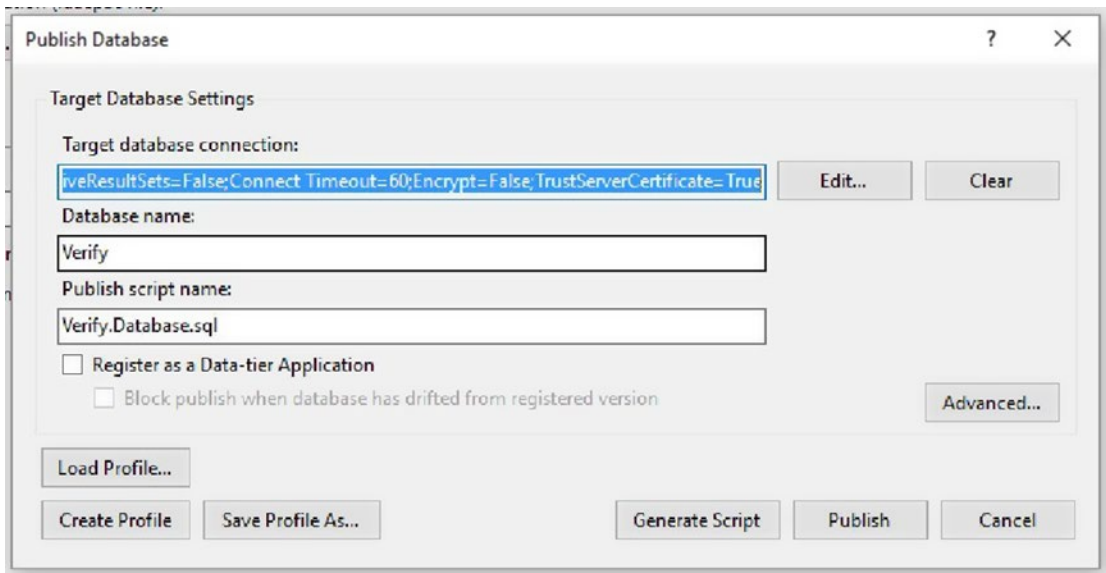 Publish Database
?
Target Database Settings
Target database connection:
iveResultSets=False;Connect Timeout=60;Encrypt=False;TrustServerCertificate=True
Edit...
Clear
Database name:
Verify
Publish script name:
Verify.Database.sql
Register as a Data-tier Application
Block publish when database has drifted from registered version
Advanced...
Load Profile...
Create Profile
Save Profile As...
Generate Script
Publish
Cancel